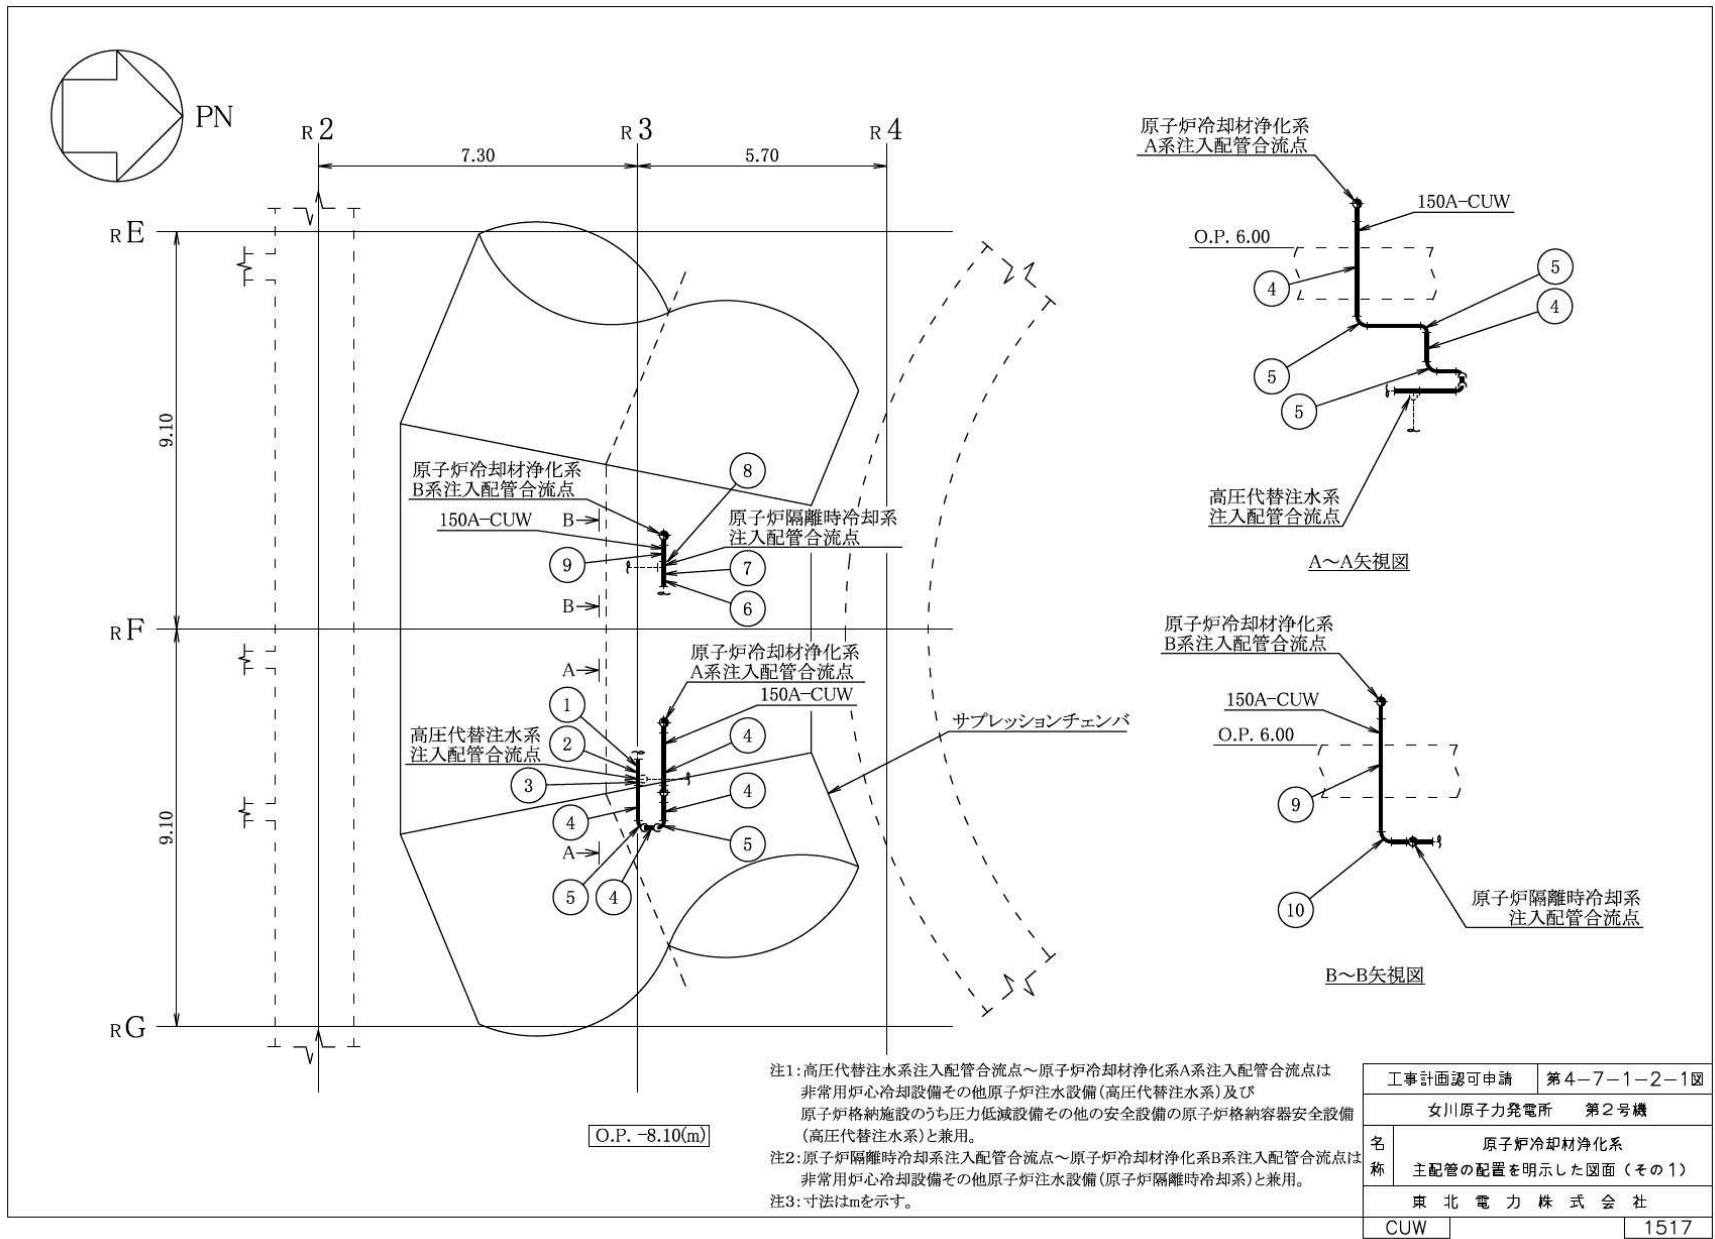 PN
R2
R3
R4
7.30
5.70
RE
9.10
原子炉冷却材浄化系
B系注入配管合流点
150A-CUW
B
9
8
原子炉隔離時冷却系
注入配管合流点
7
6
B
RF
A
原子炉冷却材浄化系
A系注入配管合流点
150A-CUW
1
高圧代替注水系
注入配管合流点
2
3
4
4
4
5
A
5
4
9.10
サプレッションチェンバ
RG
O.P. -8.10(m)
原子炉冷却材浄化系
A系注入配管合流点
150A-CUW
O.P. 6.00
4
5
4
5
5
高圧代替注水系
注入配管合流点
A～A矢視図
原子炉冷却材浄化系
B系注入配管合流点
150A-CUW
O.P. 6.00
9
10
原子炉隔離時冷却系
注入配管合流点
B～B矢視図
注1:高圧代替注水系注入配管合流点～原子炉冷却材浄化系A系注入配管合流点は
非常用炉心冷却設備その他原子炉注水設備(高圧代替注水系)及び
原子炉格納施設のうち圧力低減設備その他の安全設備の原子炉格納容器安全設備
(高圧代替注水系)と兼用。
注2:原子炉隔離時冷却系注入配管合流点～原子炉冷却材浄化系B系注入配管合流点は
非常用炉心冷却設備その他原子炉注水設備(原子炉隔離時冷却系)と兼用。
注3:寸法はmを示す。
工事計画認可申請 第4-7-1-2-1図
女川原子力発電所 第2号機
名称
原子炉冷却材浄化系
主配管の配置を明示した図面(その1)
東北電力株式会社
CUW 1517